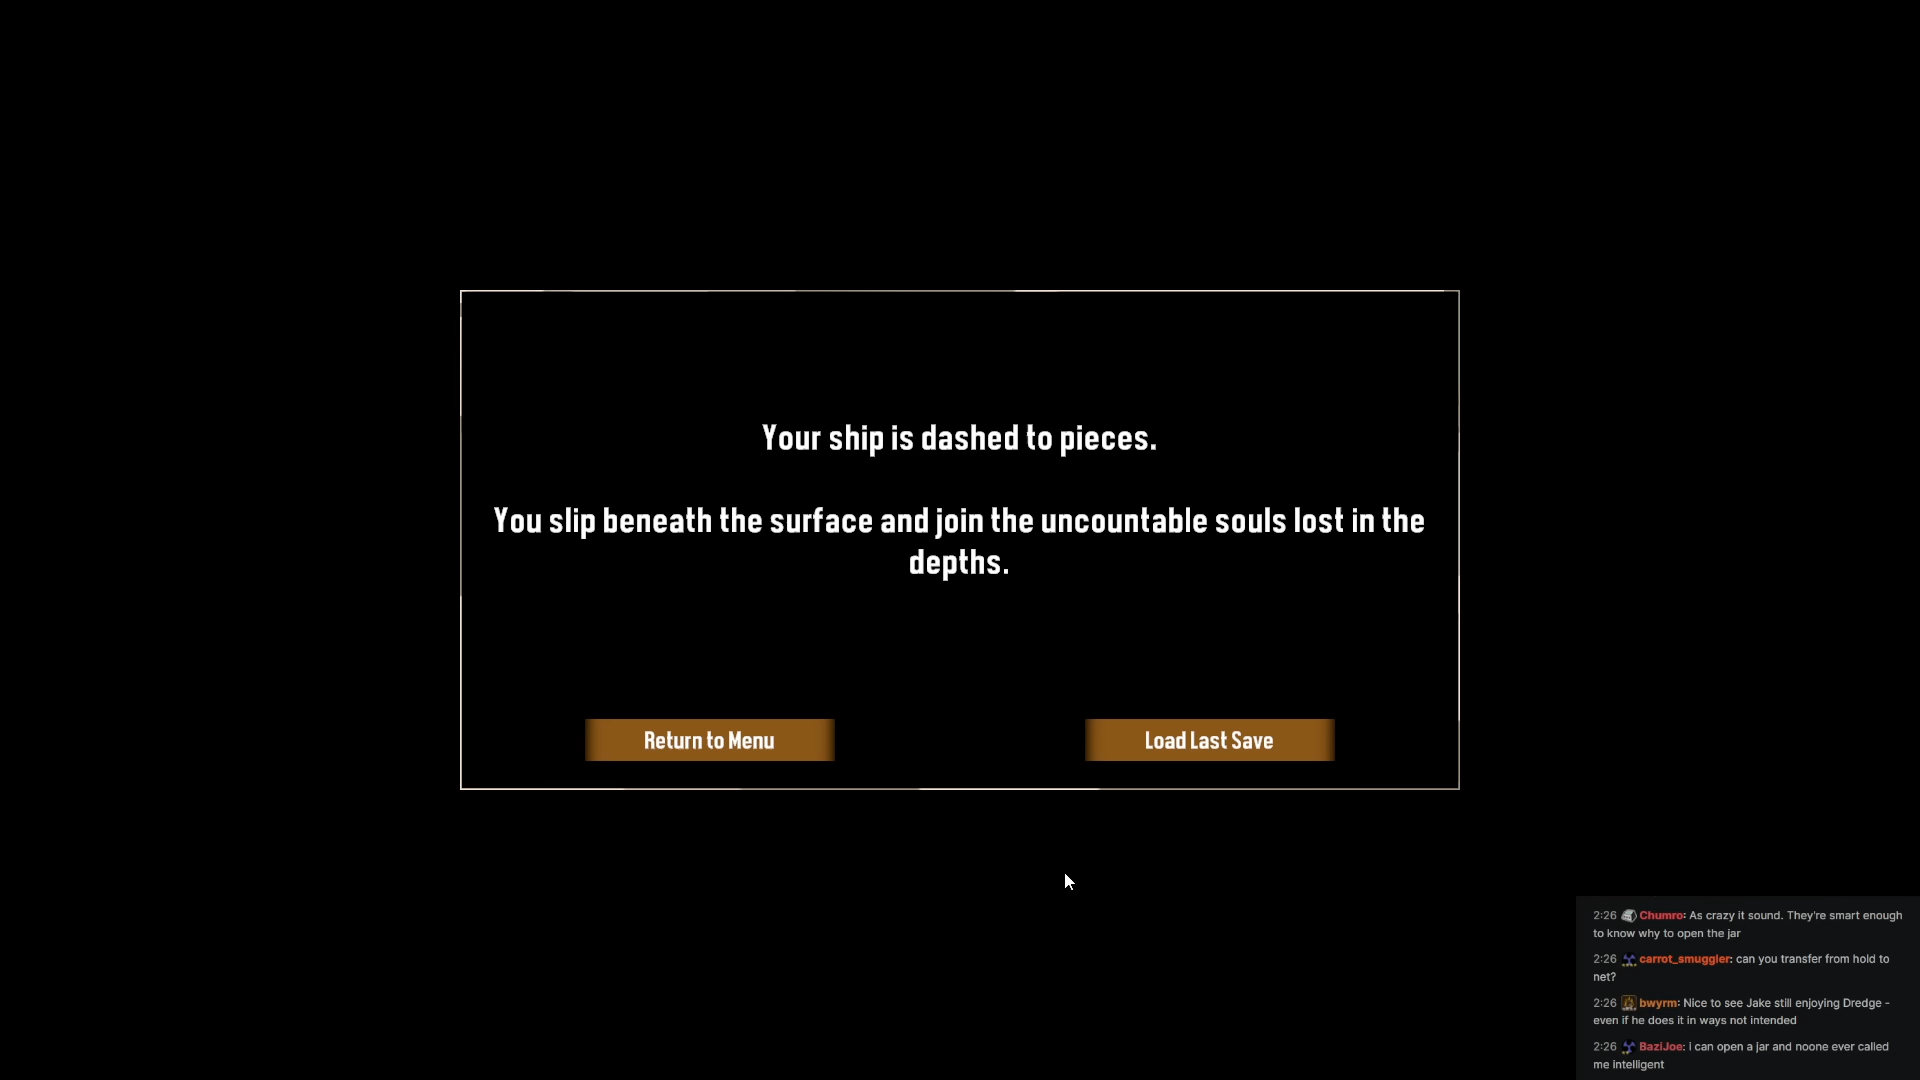 Your ship is dashed to pieces.
You slip beneath the surface and join the uncountable souls lost in the
depths.
Return to Menu
Load Last Save
2:26 Chumro: As crazy it sound. They're smart enough
to know why to open the jar
2:26 carrot_smuggler: can you transfer from hold to
net?
2:26 bwyrm: Nice to see Jake still enjoying Dredge -
even if he does it in ways not intended
2:26 BaziJoe: i can open a jar and noone ever called
me intelligent